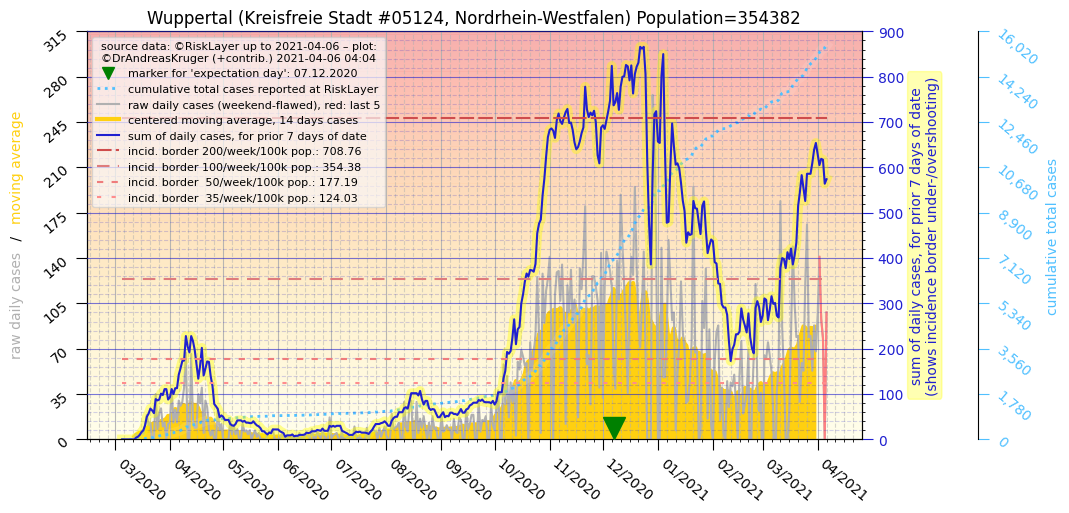 Wuppertal (Kreisfreie Stadt #05124, Nordrhein-Westfalen) Population=354382
source data: ©RiskLayer up to 2021-04-06 – plot:
©DrAndreasKruger (+contrib.) 2021-04-06 04:04
marker for 'expectation day': 07.12.2020
cumulative total cases reported at RiskLayer
raw daily cases (weekend-flawed), red: last 5
centered moving average, 14 days cases
sum of daily cases, for prior 7 days of date
incid. border 200/week/100k pop.: 708.76
incid. border 100/week/100k pop.: 354.38
incid. border  50/week/100k pop.: 177.19
incid. border  35/week/100k pop.: 124.03
raw daily cases  /  moving average
315
280
245
210
175
140
105
70
35
0
03/2020
04/2020
05/2020
06/2020
07/2020
08/2020
09/2020
10/2020
11/2020
12/2020
01/2021
02/2021
03/2021
04/2021
900
800
700
600
500
400
300
200
100
0
sum of daily cases, for prior 7 days of date
(shows incidence border under-/overshooting)
16,020
14,240
12,460
10,680
8,900
7,120
5,340
3,560
1,780
0
cumulative total cases